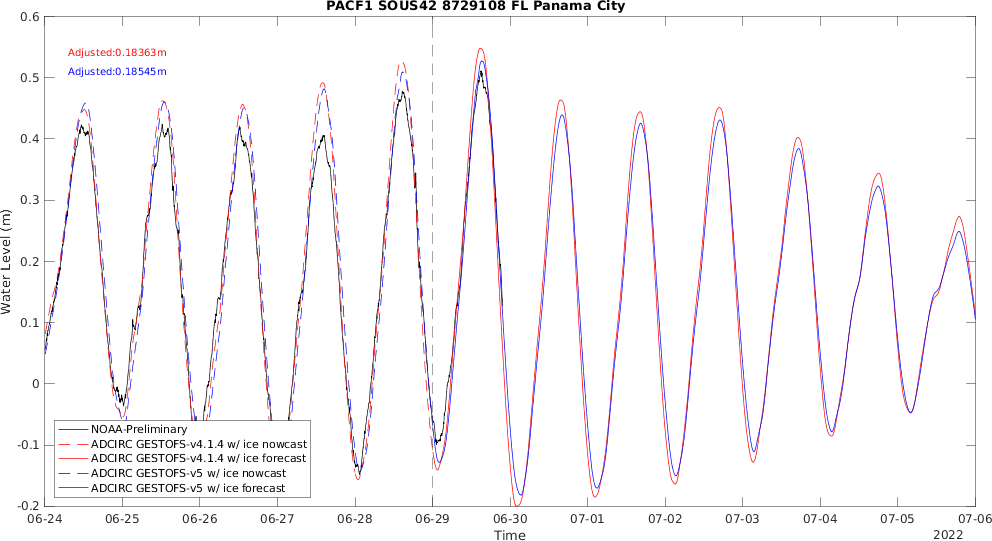 PACF1 SOUS42 8729108 FL Panama City
0.6
0.5
0.4
0.3
0.2
0.1
0
-0.1
-0.2
Water Level (m)
Adjusted:0.18363m
Adjusted:0.18545m
NOAA-Preliminary
ADCIRC GESTOFS-v4.1.4 w/ ice nowcast
ADCIRC GESTOFS-v4.1.4 w/ ice forecast
ADCIRC GESTOFS-v5 w/ ice nowcast
ADCIRC GESTOFS-v5 w/ ice forecast
06-24 06-25 06-26 06-27 06-28 06-29 06-30 07-01 07-02 07-03 07-04 07-05 07-06
Time
2022